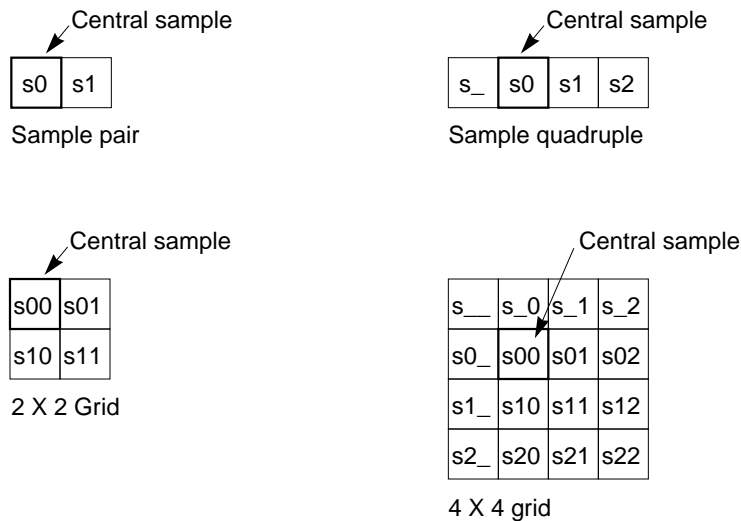 Central sample
s0 s1
Sample pair
Central sample
s_ s0 s1 s2
Sample quadruple
Central sample
s00 s01
s10 s11
2 X 2 Grid
Central sample
s__ s_0 s_1 s_2
s0_ s00 s01 s02
s1_ s10 s11 s12
s2_ s20 s21 s22
4 X 4 grid